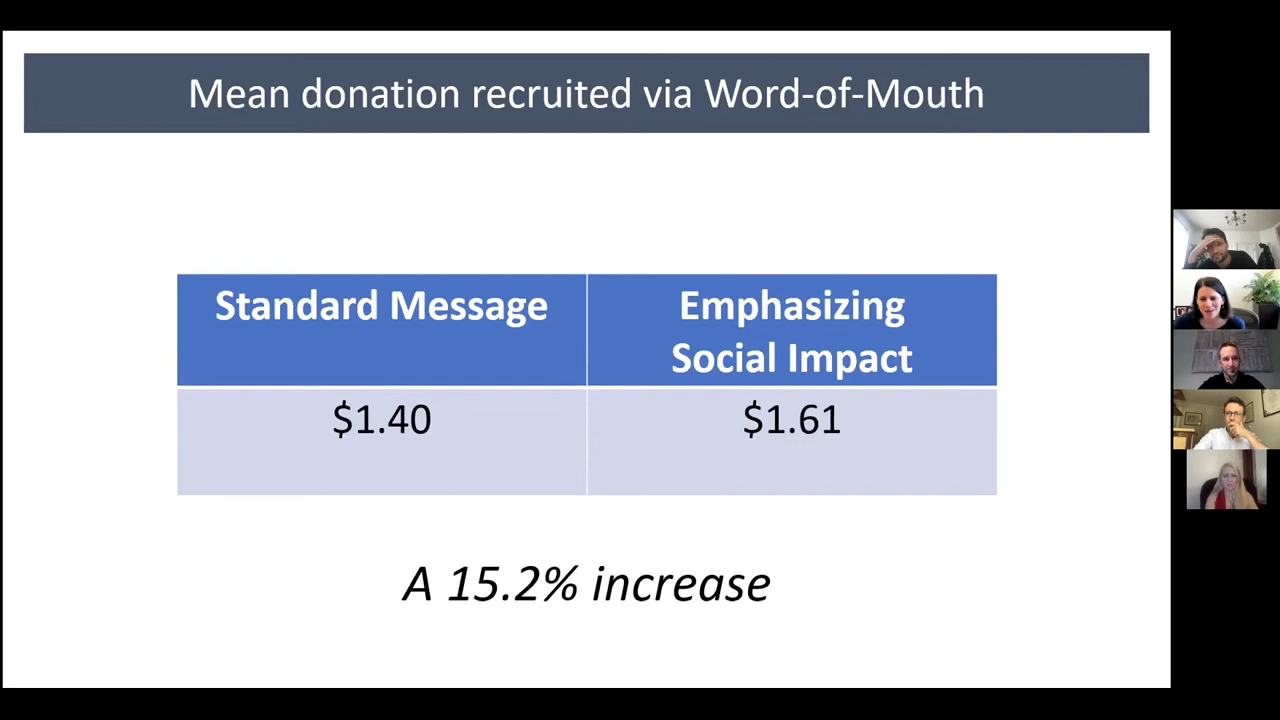 Mean donation recruited via Word-of-Mouth
Standard Message
Emphasizing
Social Impact
$1.40
$1.61
A 15.2% increase